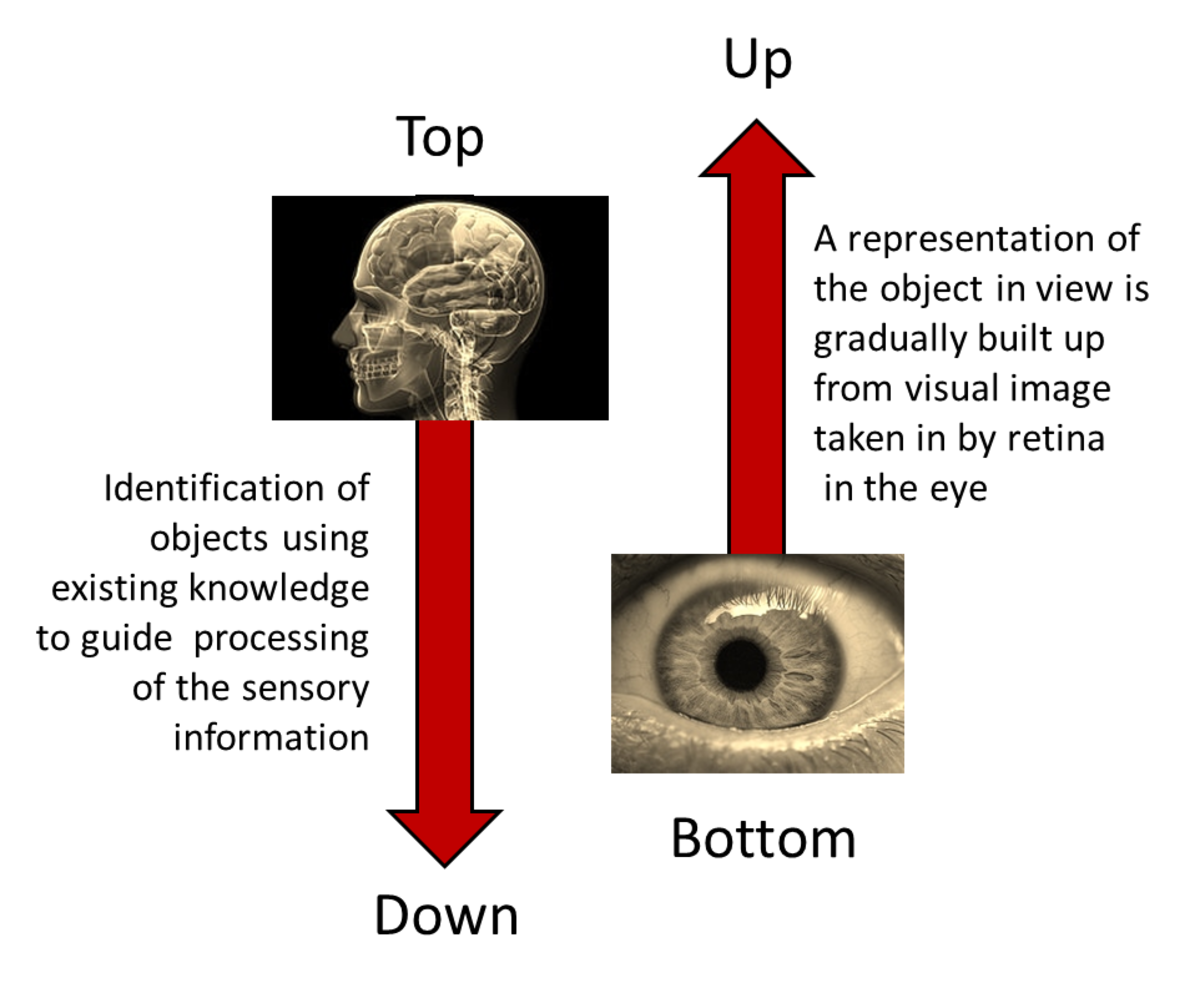 Top
Identification of
objects using
existing knowledge
to guide  processing
of the sensory
information
Down
Up
A representation of
the object in view is
gradually built up
from visual image
taken in by retina
in the eye
Bottom